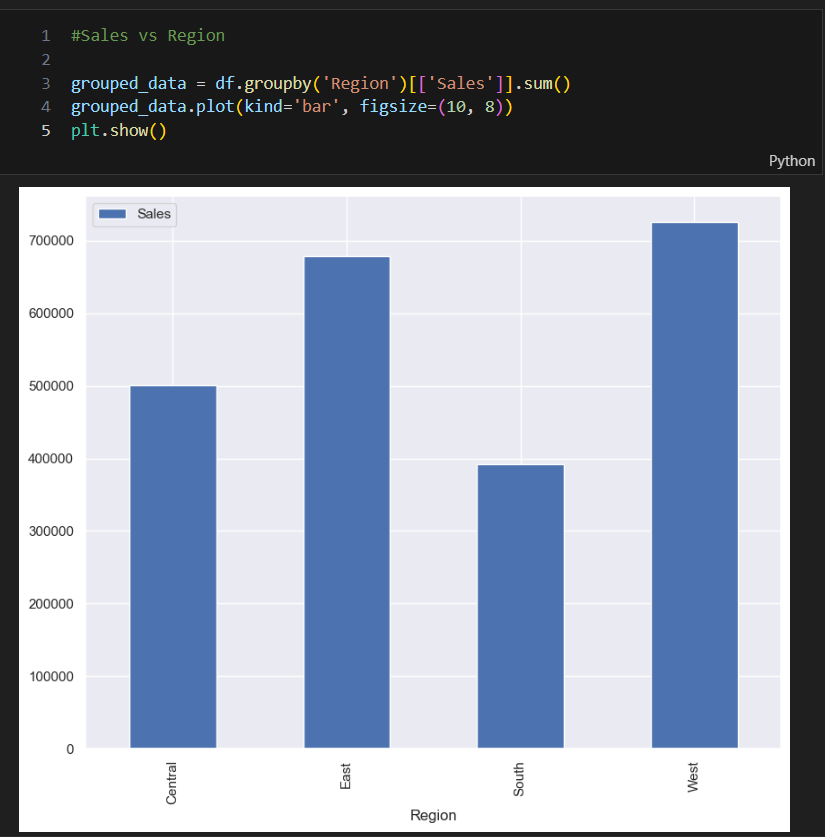 1 #Sales vs Region
2
3 grouped_data = df.groupby('Region')[['Sales']].sum()
4 grouped_data.plot(kind='bar', figsize=(10, 8))
5 plt.show()
Python
Sales
700000
600000
500000
400000
300000
200000
100000
0
Central East South West
Region